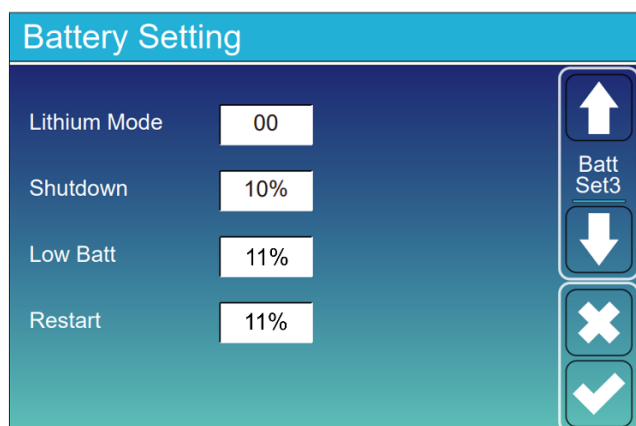 Battery Setting
Lithium Mode 00
Shutdown 10%
Low Batt 11%
Restart 11%
Batt
Set3